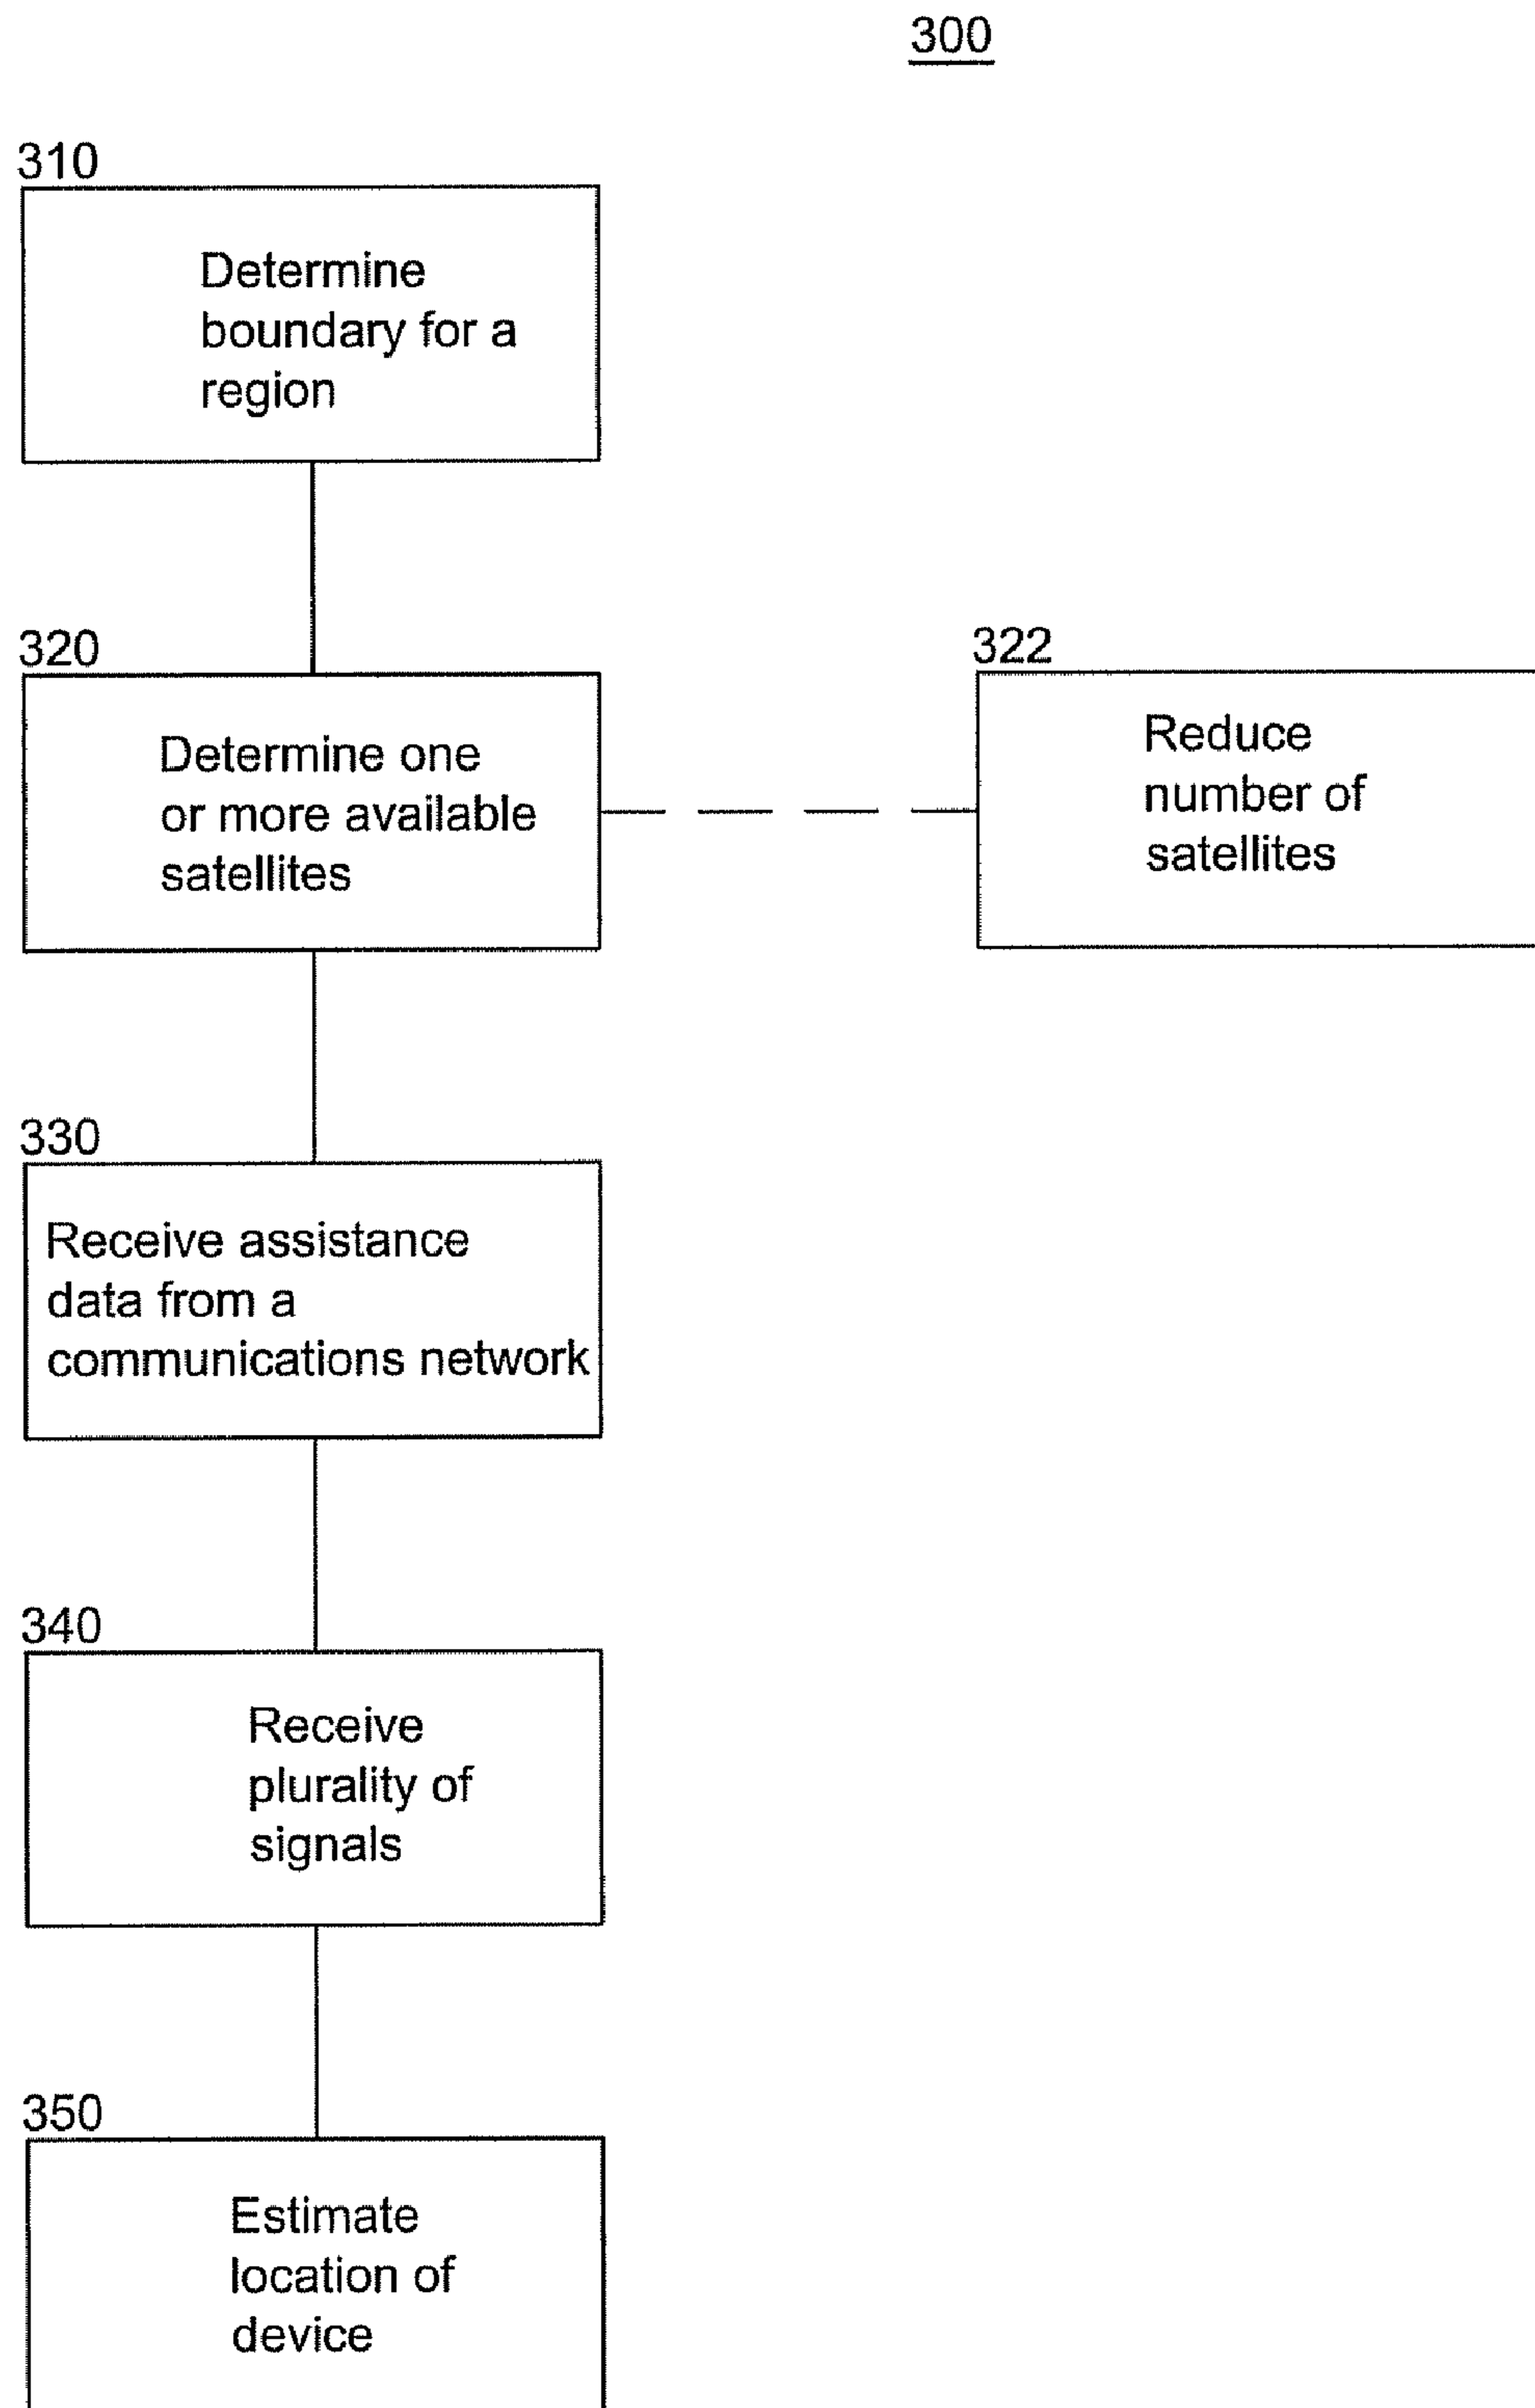 300
310
Determine
boundary for a
region
320
Determine one
or more available
satellites
322
Reduce
number of
satellites
330
Receive assistance
data from a
communications network
340
Receive
plurality of
signals
350
Estimate
location of
device